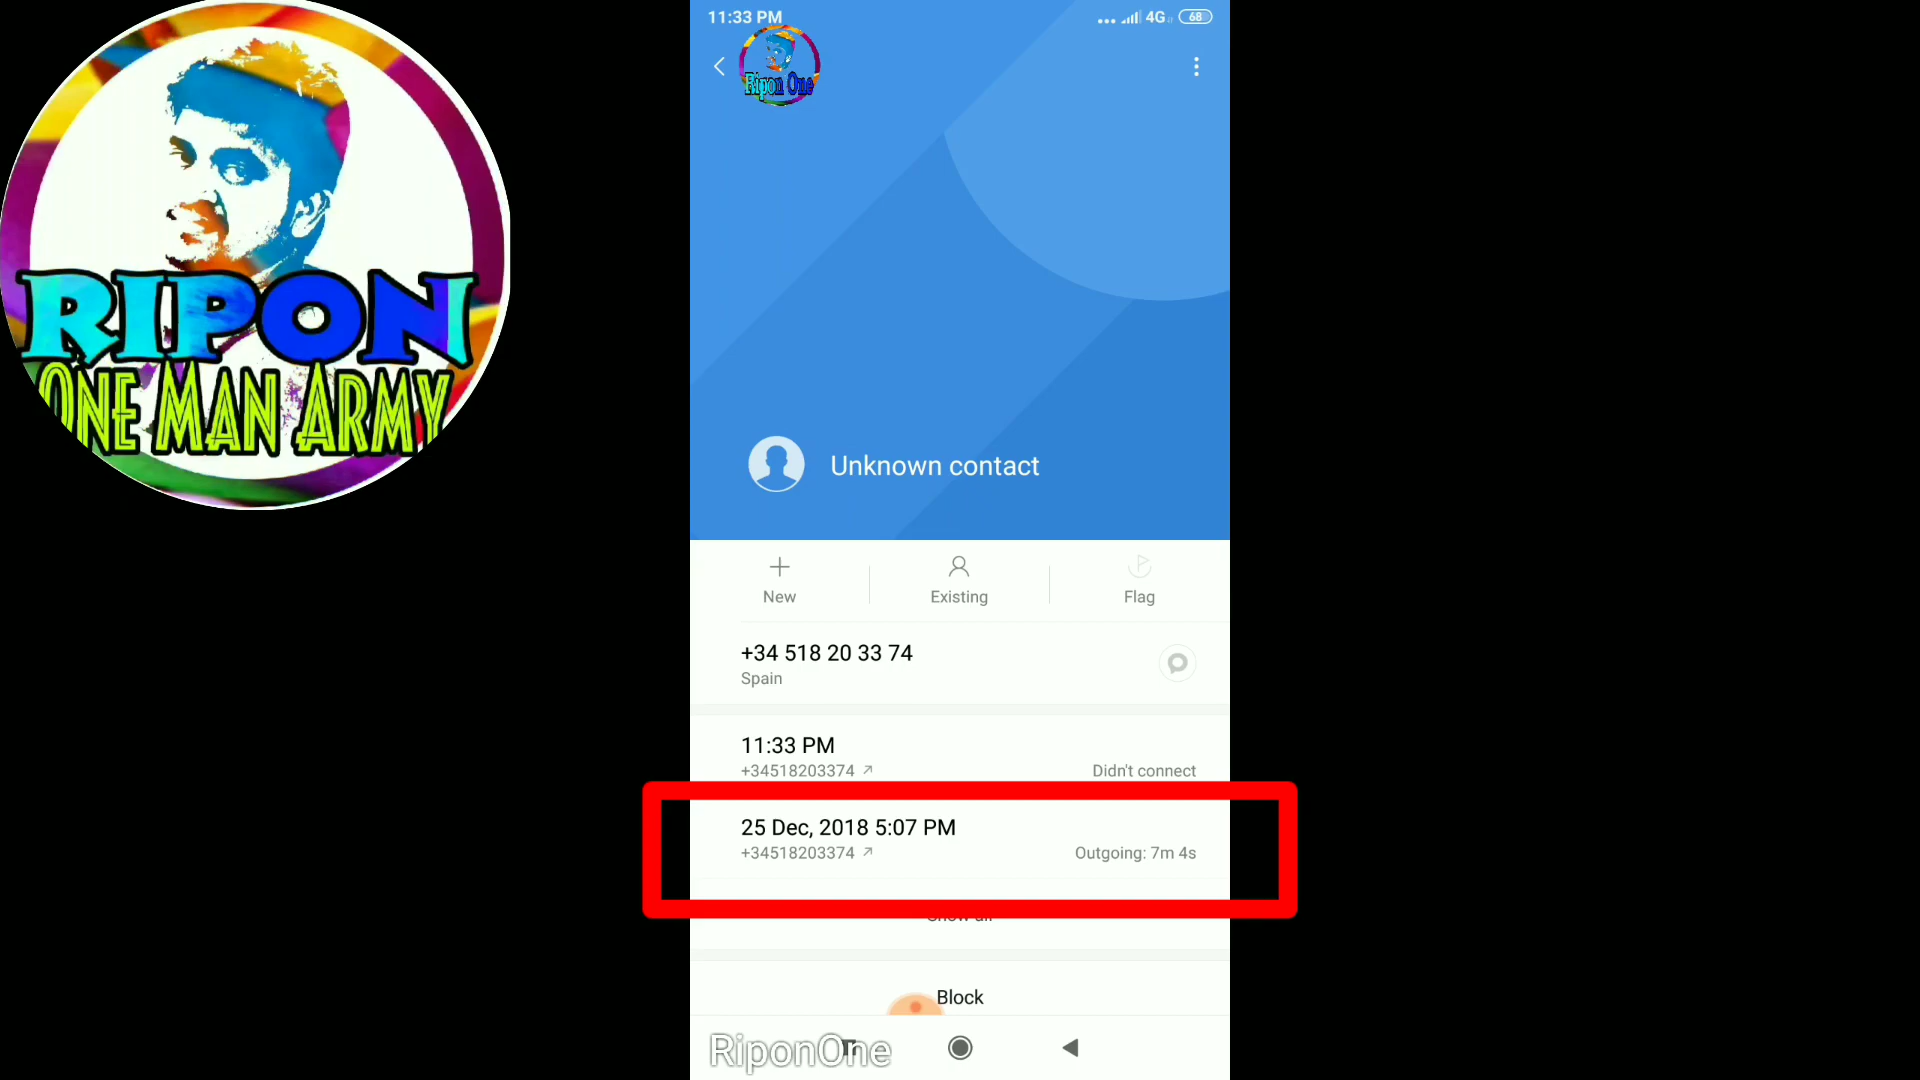 RIPON
ONE MAN ARMY
11:33 PM
4G
68
Ripon One
Unknown contact
New
Existing
Flag
+34 518 20 33 74
Spain
11:33 PM
+34518203374
Didn't connect
25 Dec, 2018 5:07 PM
+34518203374
Outgoing: 7m 4s
Show all
Block
RiponOne